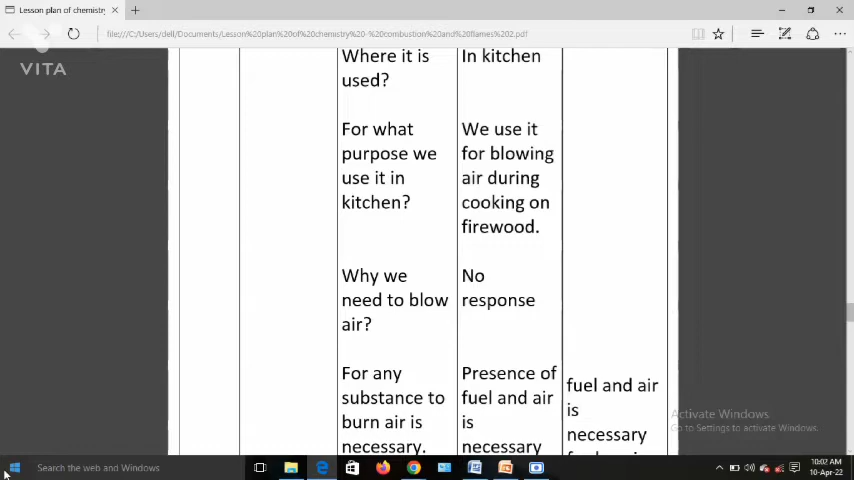 Lesson plan of chemistry
file:///C:/Users/dell/Documents/Lesson%20plan%20of%20chemistry%20-%20combustion%20and%20flames%202.pdf
VITA
Where it is
used?
In kitchen
For what
purpose we
use it in
kitchen?
We use it
for blowing
air during
cooking on
firewood.
Why we
need to blow
air?
No
response
For any
substance to
burn air is
necessary.
Presence of
fuel and air
is
necessary
fuel and air
is
necessary
Activate Windows
Go to Settings to activate Windows.
Search the web and Windows
10:02 AM
10-Apr-22